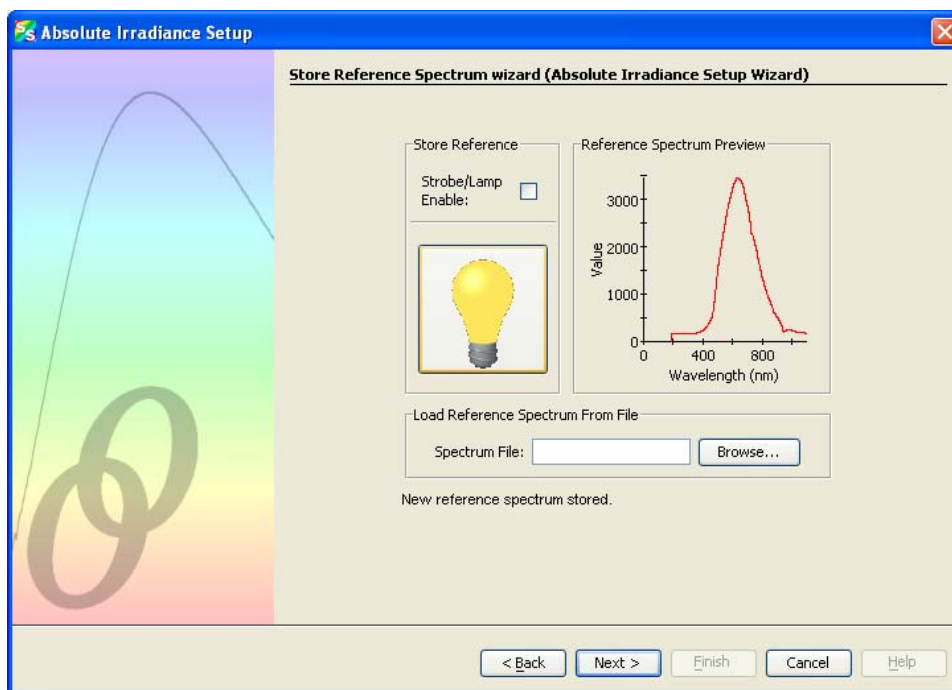 Absolute Irradiance Setup
Store Reference Spectrum wizard (Absolute Irradiance Setup Wizard)
Store Reference
Strobe/Lamp
Enable:
Reference Spectrum Preview
3000
2000
1000
0
Value
0 400 800
Wavelength (nm)
Load Reference Spectrum From File
Spectrum File:
Browse...
New reference spectrum stored.
< Back
Next >
Finish
Cancel
Help